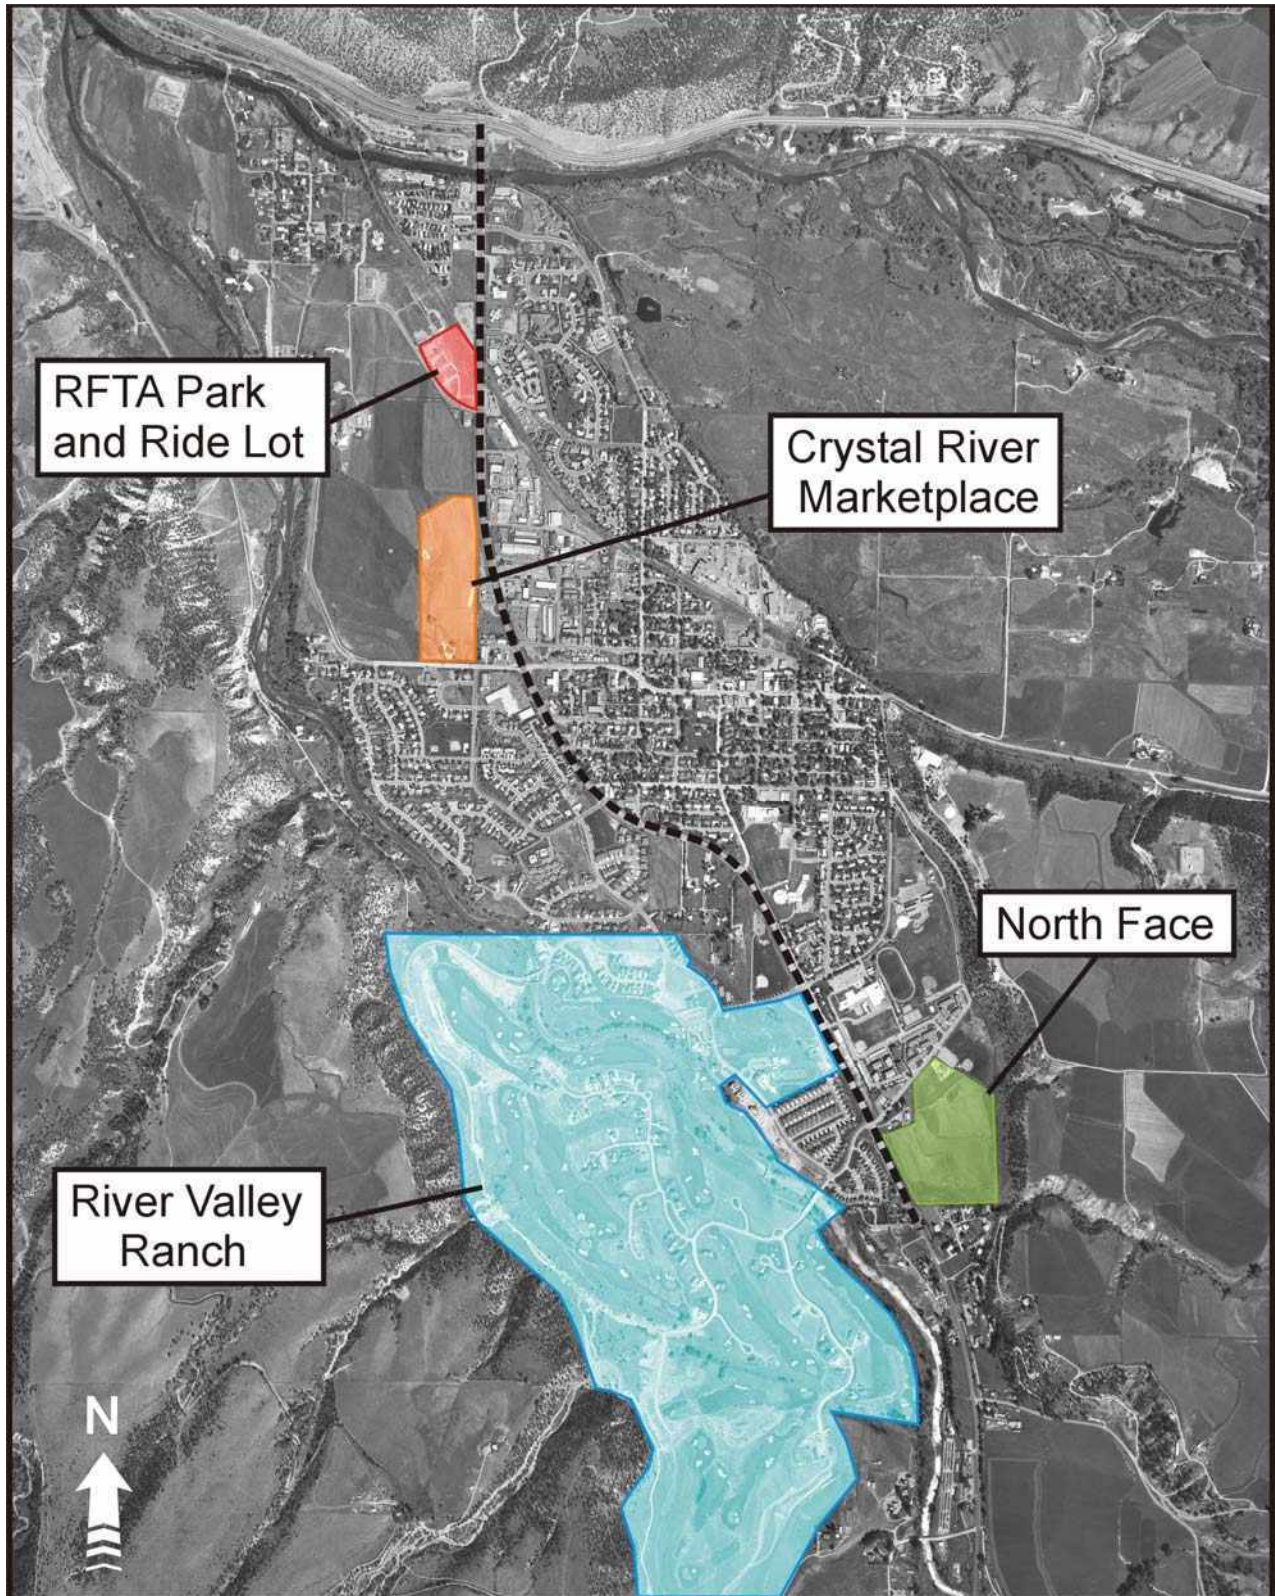 RFTA Park
and Ride Lot
Crystal River
Marketplace
North Face
River Valley
Ranch
N